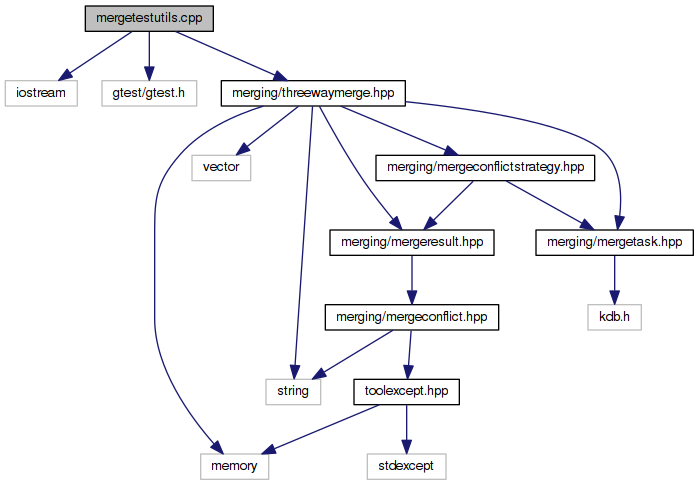 mergetestutils.cpp
iostream
gtest/gtest.h
merging/threewaymerge.hpp
vector
merging/mergeconflictstrategy.hpp
merging/mergeresult.hpp
merging/mergetask.hpp
merging/mergeconflict.hpp
kdb.h
string
toolexcept.hpp
memory
stdexcept